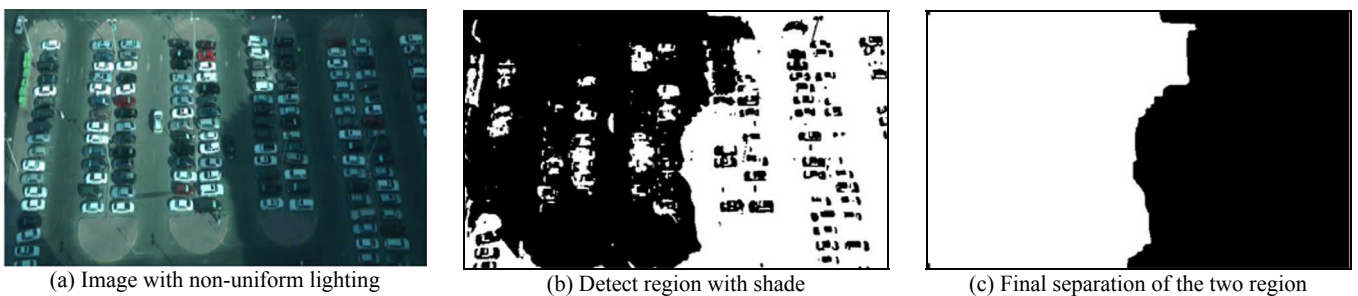 (a) Image with non-uniform lighting
(b) Detect region with shade
(c) Final separation of the two region